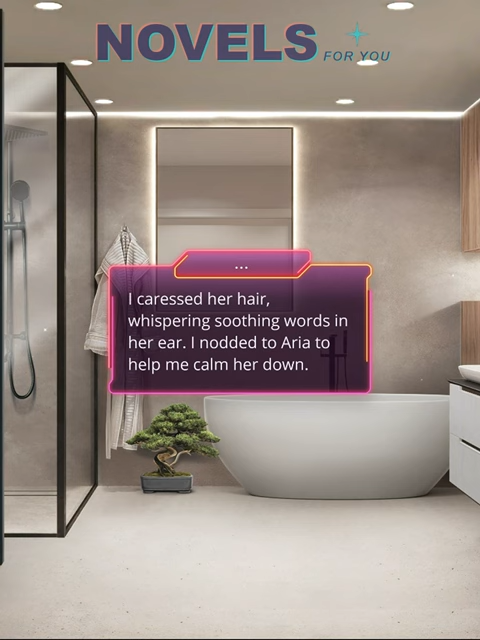 NOVELS
FOR YOU
...
I caressed her hair,
whispering soothing words in
her ear. I nodded to Aria to
help me calm her down.